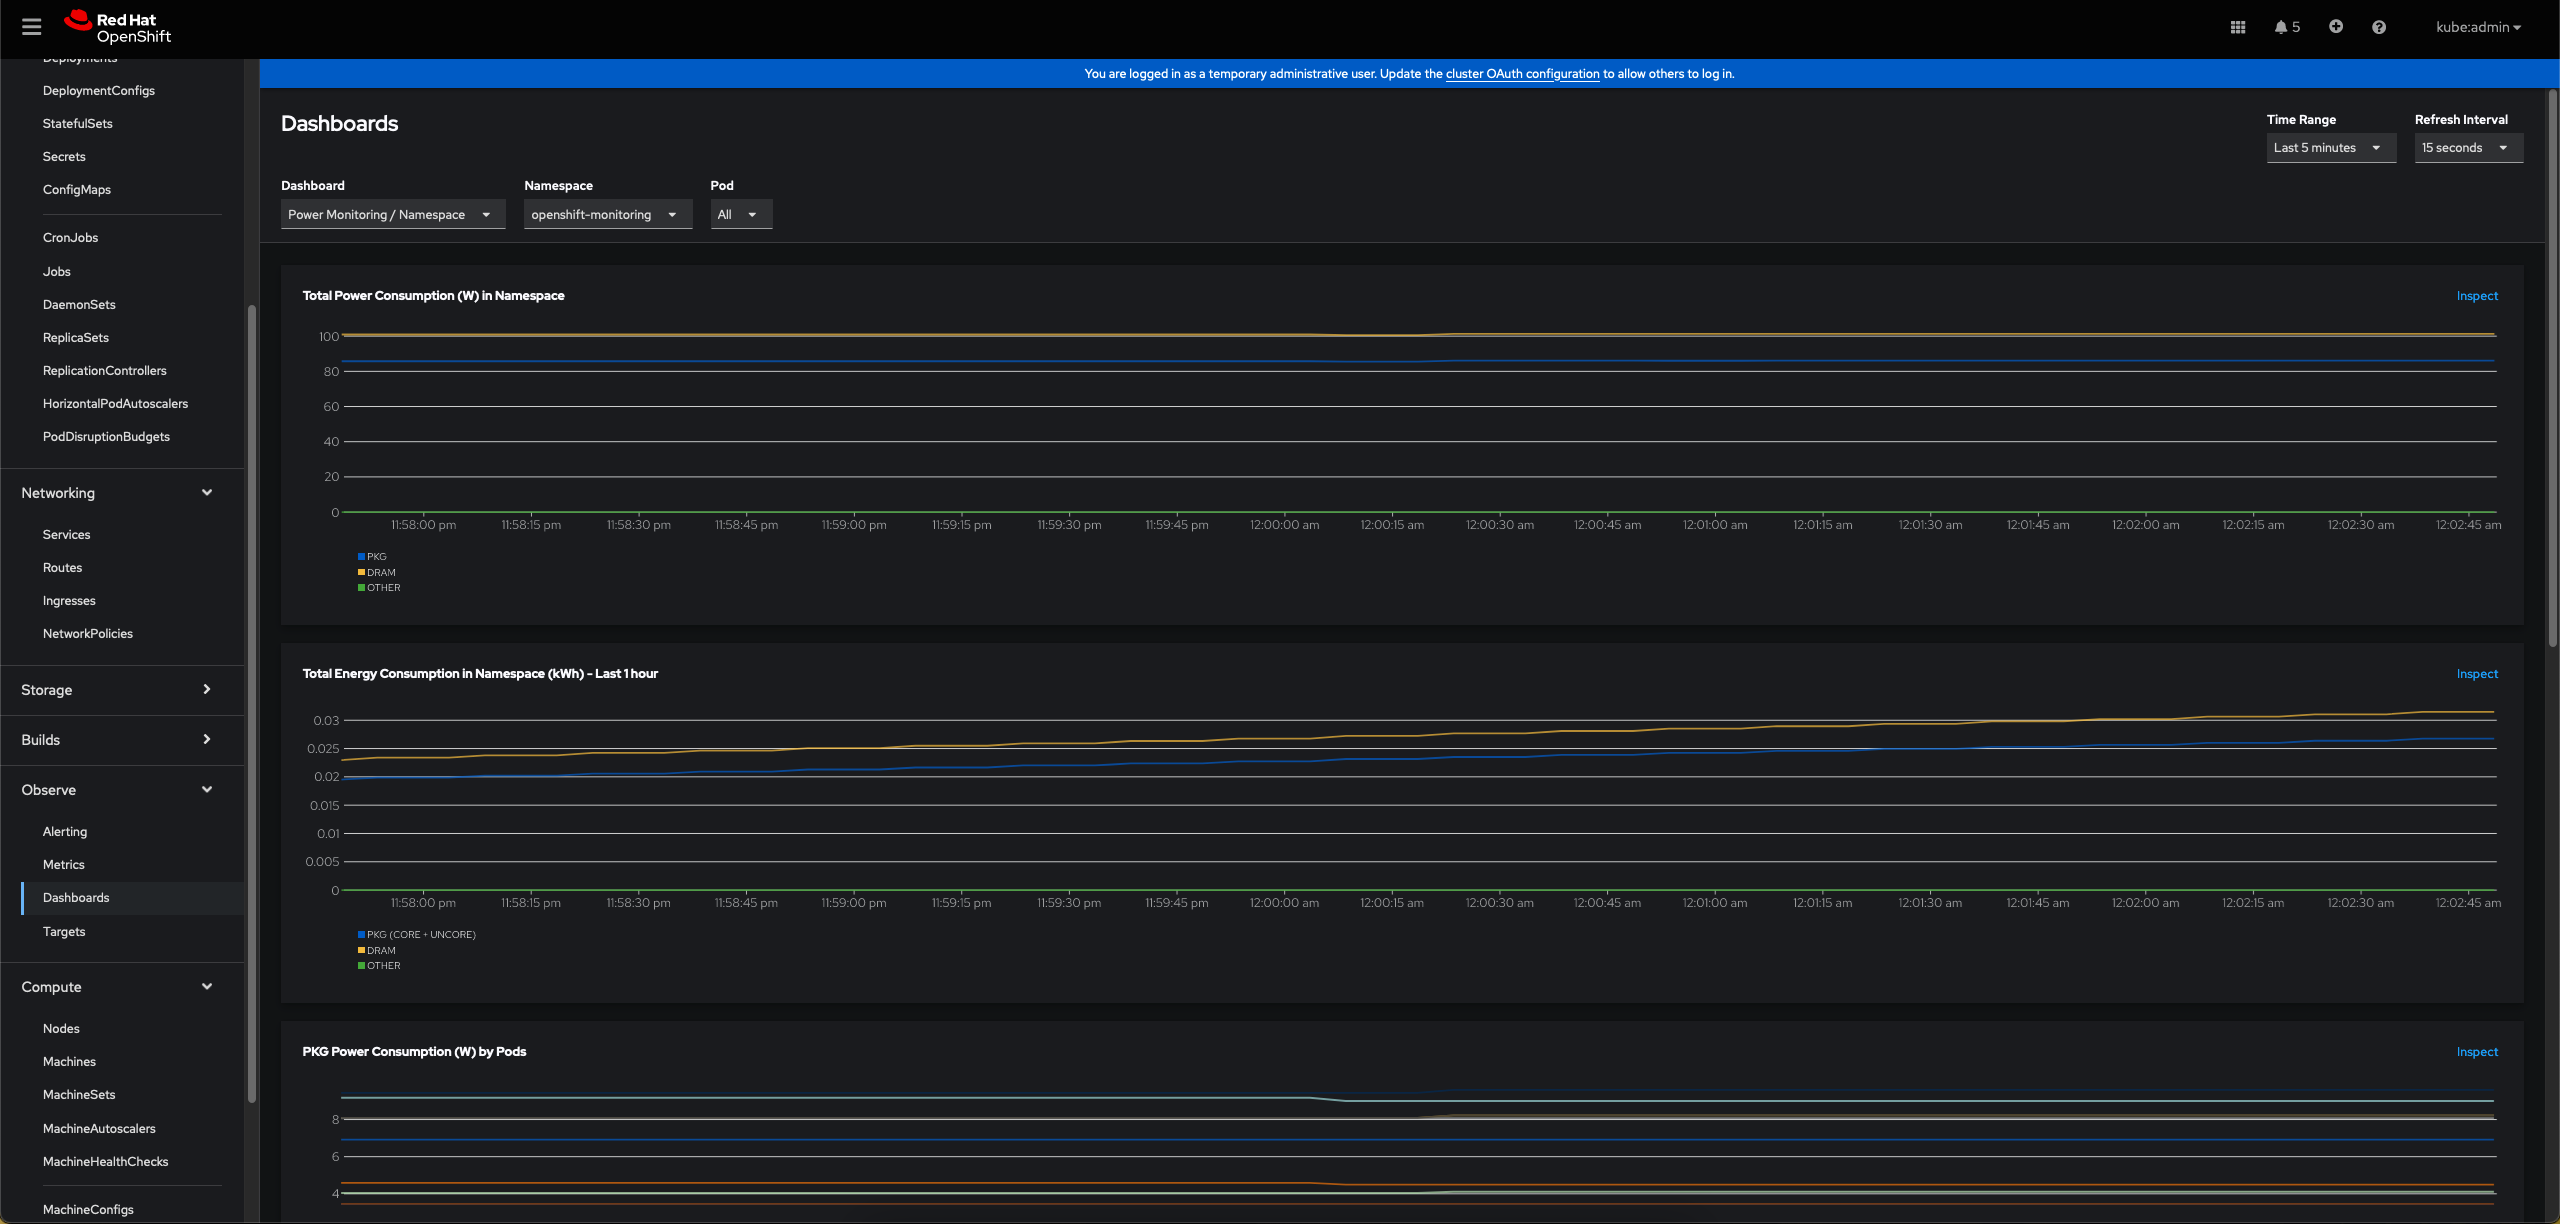 Red Hat
OpenShift
5
kube:admin
Deployments
DeploymentConfigs
StatefulSets
Secrets
ConfigMaps
CronJobs
Jobs
DaemonSets
ReplicaSets
ReplicationControllers
HorizontalPodAutoscalers
PodDisruptionBudgets
Networking
Services
Routes
Ingresses
NetworkPolicies
Storage
Builds
Observe
Alerting
Metrics
Dashboards
Targets
Compute
Nodes
Machines
MachineSets
MachineAutoscalers
MachineHealthChecks
MachineConfigs
You are logged in as a temporary administrative user. Update the cluster OAuth configuration to allow others to log in.
Dashboards
Time Range
Refresh Interval
Last 5 minutes
15 seconds
Dashboard
Namespace
Pod
Power Monitoring / Namespace
openshift-monitoring
All
Total Power Consumption (W) in Namespace
Inspect
100
80
60
40
20
0
11:58:00 pm 11:58:15 pm 11:58:30 pm 11:58:45 pm 11:59:00 pm 11:59:15 pm 11:59:30 pm 11:59:45 pm 12:00:00 am 12:00:15 am 12:00:30 am 12:00:45 am 12:01:00 am 12:01:15 am 12:01:30 am 12:01:45 am 12:02:00 am 12:02:15 am 12:02:30 am 12:02:45 am
PKG
DRAM
OTHER
Total Energy Consumption in Namespace (kWh) - Last 1 hour
Inspect
0.03
0.025
0.02
0.015
0.01
0.005
0
11:58:00 pm 11:58:15 pm 11:58:30 pm 11:58:45 pm 11:59:00 pm 11:59:15 pm 11:59:30 pm 11:59:45 pm 12:00:00 am 12:00:15 am 12:00:30 am 12:00:45 am 12:01:00 am 12:01:15 am 12:01:30 am 12:01:45 am 12:02:00 am 12:02:15 am 12:02:30 am 12:02:45 am
PKG (CORE + UNCORE)
DRAM
OTHER
PKG Power Consumption (W) by Pods
Inspect
8
6
4